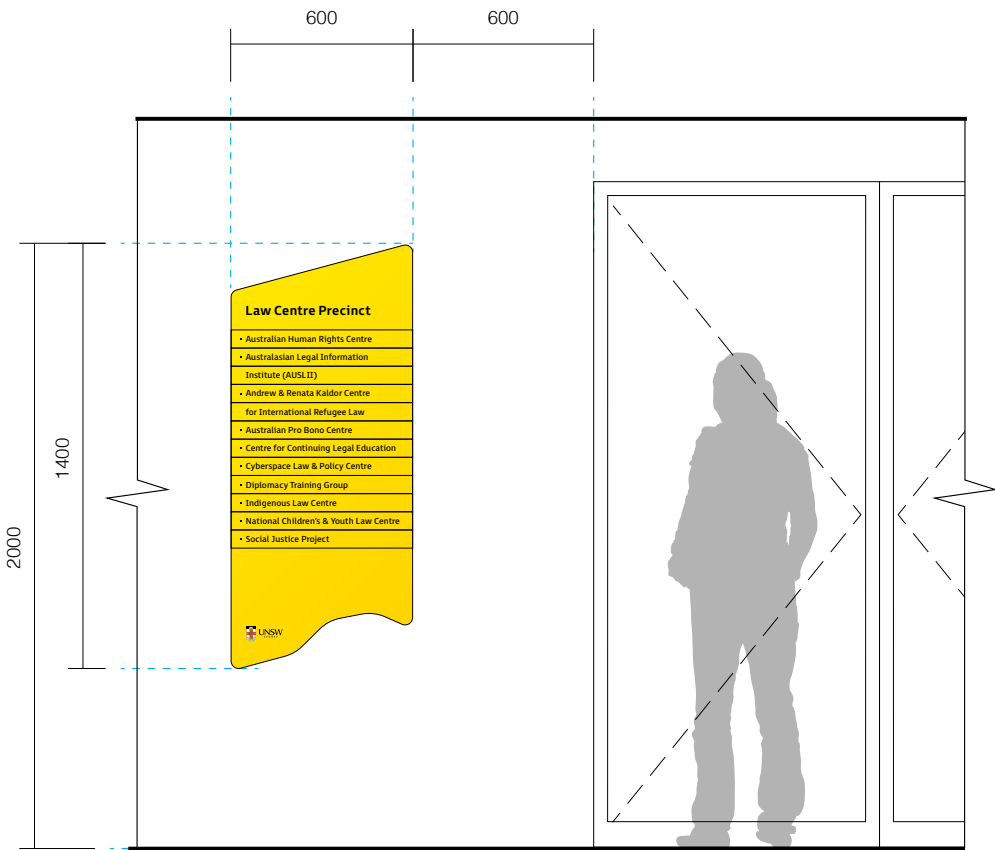 600
600
Law Centre Precinct
• Australian Human Rights Centre
• Australasian Legal Information
Institute (AUSLII)
• Andrew & Renata Kaldor Centre
for International Refugee Law
• Australian Pro Bono Centre
• Centre for Continuing Legal Education
• Cyberspace Law & Policy Centre
• Diplomacy Training Group
• Indigenous Law Centre
• National Children's & Youth Law Centre
• Social Justice Project
UNSW
1400
2000